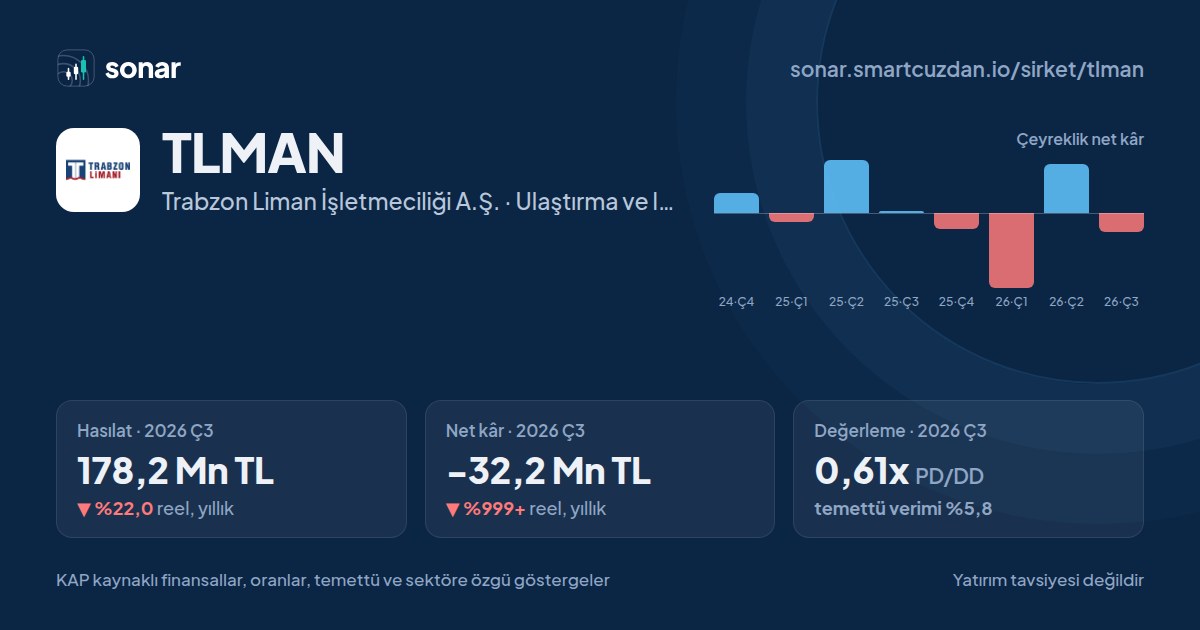 sonar
sonar.smartcuzdan.io/sirket/tlman
TRABZON
LİMANI
TLMAN
Trabzon Liman İşletmeciliği A.Ş. · Ulaştırma ve l...
Çeyreklik net kâr
24-Ç4 25-Ç1 25-Ç2 25-Ç3 25-Ç4 26-Ç1 26-Ç2 26-Ç3
Hasılat · 2026 Ç3
178,2 Mn TL
▼ %22,0 reel, yıllık
Net kâr · 2026 Ç3
-32,2 Mn TL
▼ %999+ reel, yıllık
Değerleme · 2026 Ç3
0,61x PD/DD
temettü verimi %5,8
KAP kaynaklı finansallar, oranlar, temettü ve sektöre özgü göstergeler
Yatırım tavsiyesi değildir